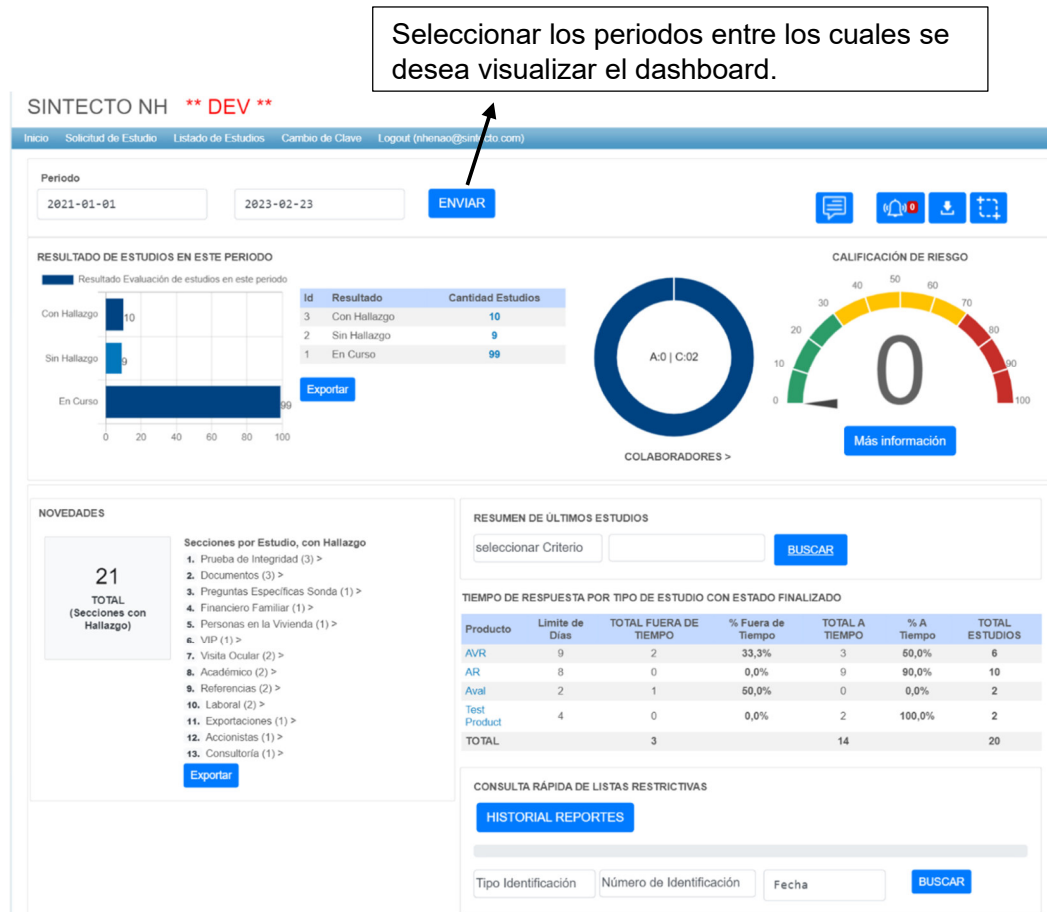 Seleccionar los periodos entre los cuales se
desea visualizar el dashboard.
SINTECTO NH ** DEV **
Inicio Solicitud de Estudio Listado de Estudios Cambio de Clave Logout (nhenao@sintecto.com)
Periodo
2021-01-01 2023-02-23 ENVIAR
0
RESULTADO DE ESTUDIOS EN ESTE PERIODO
Resultado Evaluación de estudios en este periodo
Con Hallazgo 10
Sin Hallazgo 9
En Curso 99
0 20 40 60 80 100
Id Resultado Cantidad Estudios
3 Con Hallazgo 10
2 Sin Hallazgo 9
1 En Curso 99
Exportar
A:0 | C:02
COLABORADORES >
CALIFICACIÓN DE RIESGO
0 10 20 30 40 50 60 70 80 90 100
0
Más información
NOVEDADES
21
TOTAL
(Secciones con
Hallazgo)
Secciones por Estudio, con Hallazgo
1. Prueba de Integridad (3) >
2. Documentos (3) >
3. Preguntas Específicas Sonda (1) >
4. Financiero Familiar (1) >
5. Personas en la Vivienda (1) >
6. VIP (1) >
7. Visita Ocular (2) >
8. Académico (2) >
9. Referencias (2) >
10. Laboral (2) >
11. Exportaciones (1) >
12. Accionistas (1) >
13. Consultoría (1) >
Exportar
RESUMEN DE ÚLTIMOS ESTUDIOS
seleccionar Criterio BUSCAR
TIEMPO DE RESPUESTA POR TIPO DE ESTUDIO CON ESTADO FINALIZADO
Producto Limite de Días TOTAL FUERA DE TIEMPO % Fuera de Tiempo TOTAL A TIEMPO % A Tiempo TOTAL ESTUDIOS
AVR 9 2 33,3% 3 50,0% 6
AR 8 0 0,0% 9 90,0% 10
Aval 2 1 50,0% 0 0,0% 2
Test Product 4 0 0,0% 2 100,0% 2
TOTAL 3 14 20
CONSULTA RÁPIDA DE LISTAS RESTRICTIVAS
HISTORIAL REPORTES
Tipo Identificación Número de Identificación Fecha BUSCAR